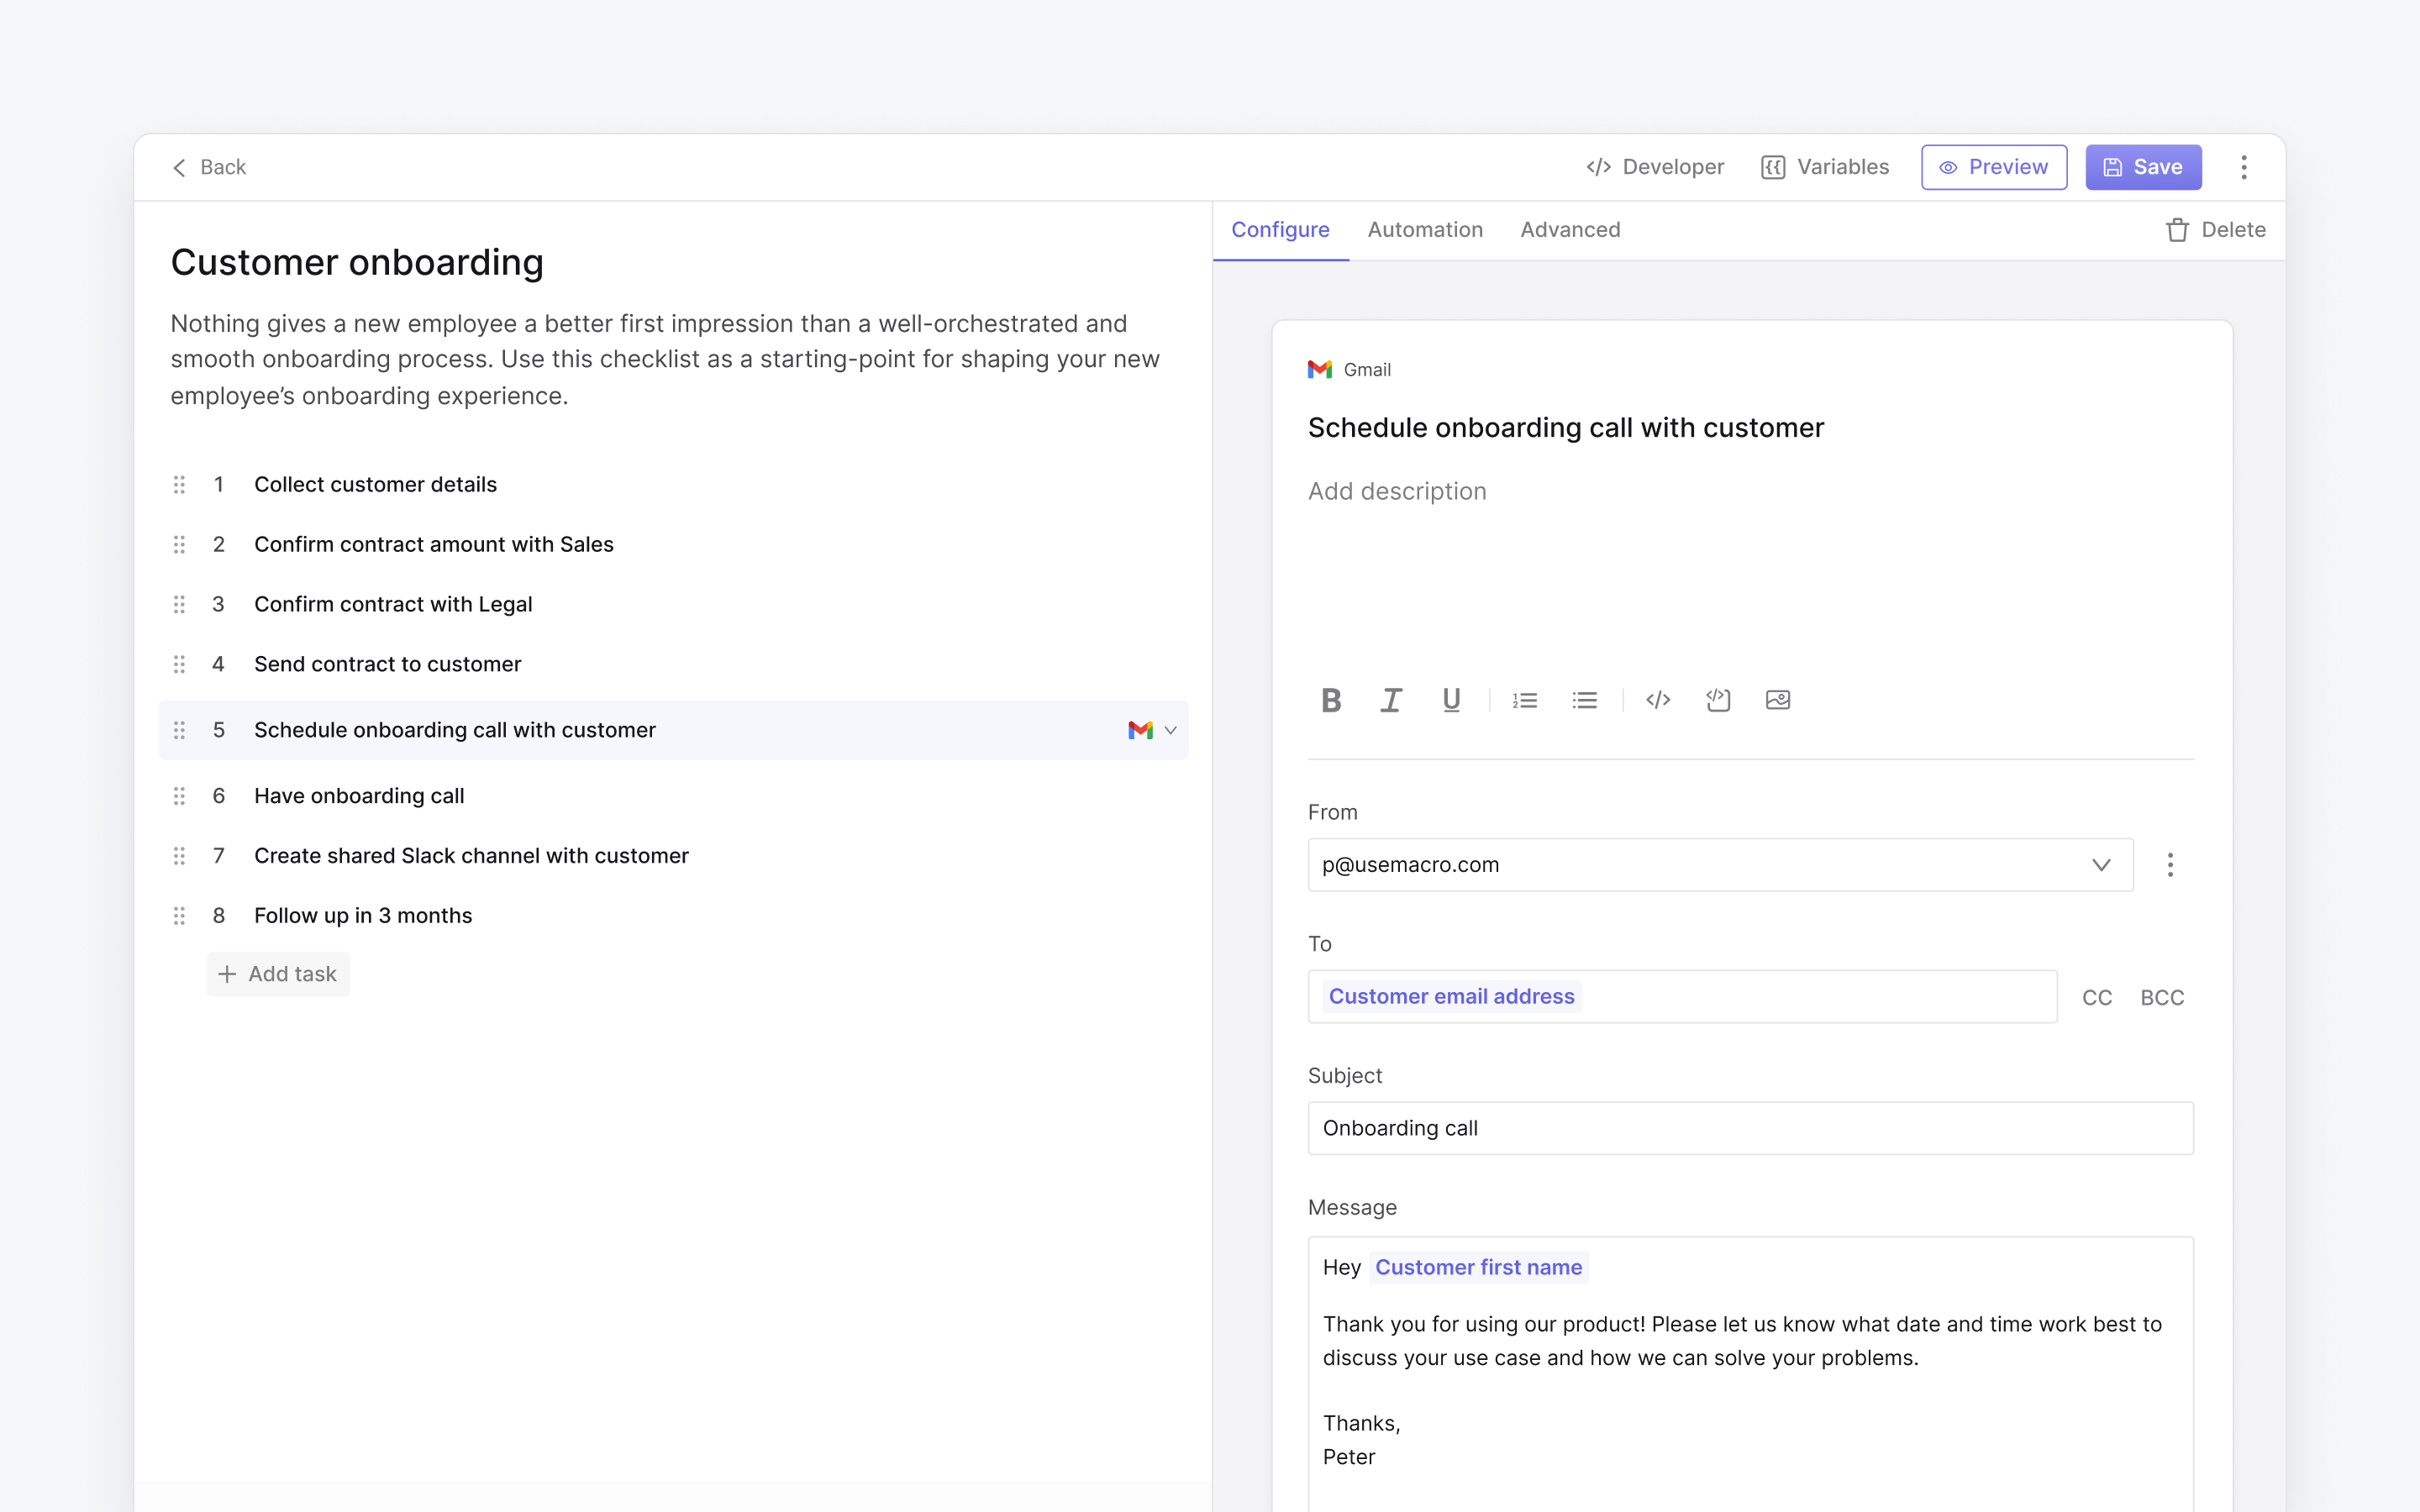 Back
Developer
Variables
Preview
Save
Customer onboarding
Nothing gives a new employee a better first impression than a well-orchestrated and
smooth onboarding process. Use this checklist as a starting-point for shaping your new
employee’s onboarding experience.
1 Collect customer details
2 Confirm contract amount with Sales
3 Confirm contract with Legal
4 Send contract to customer
5 Schedule onboarding call with customer
6 Have onboarding call
7 Create shared Slack channel with customer
8 Follow up in 3 months
Add task
Configure
Automation
Advanced
Delete
Gmail
Schedule onboarding call with customer
Add description
From
p@usemacro.com
To
Customer email address
CC
BCC
Subject
Onboarding call
Message
Hey Customer first name
Thank you for using our product! Please let us know what date and time work best to
discuss your use case and how we can solve your problems.
Thanks,
Peter